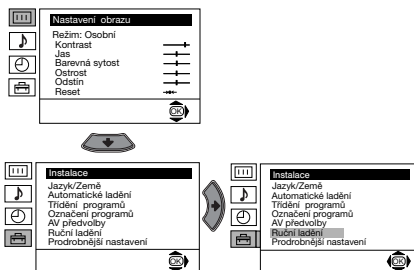 Nastavení obrazu
Režim: Osobní
Kontrast
Jas
Barevná sytost
Ostrost
Odstín
Reset
OK
Instalace
Jazyk/Země
Automatické ladění
Třídění programů
Označení programů
AV předvolby
Ruční ladění
Prodrobnější nastavení
OK
Instalace
Jazyk/Země
Automatické ladění
Třídění programů
Označení programů
AV předvolby
Ruční ladění
Prodrobnější nastavení
OK